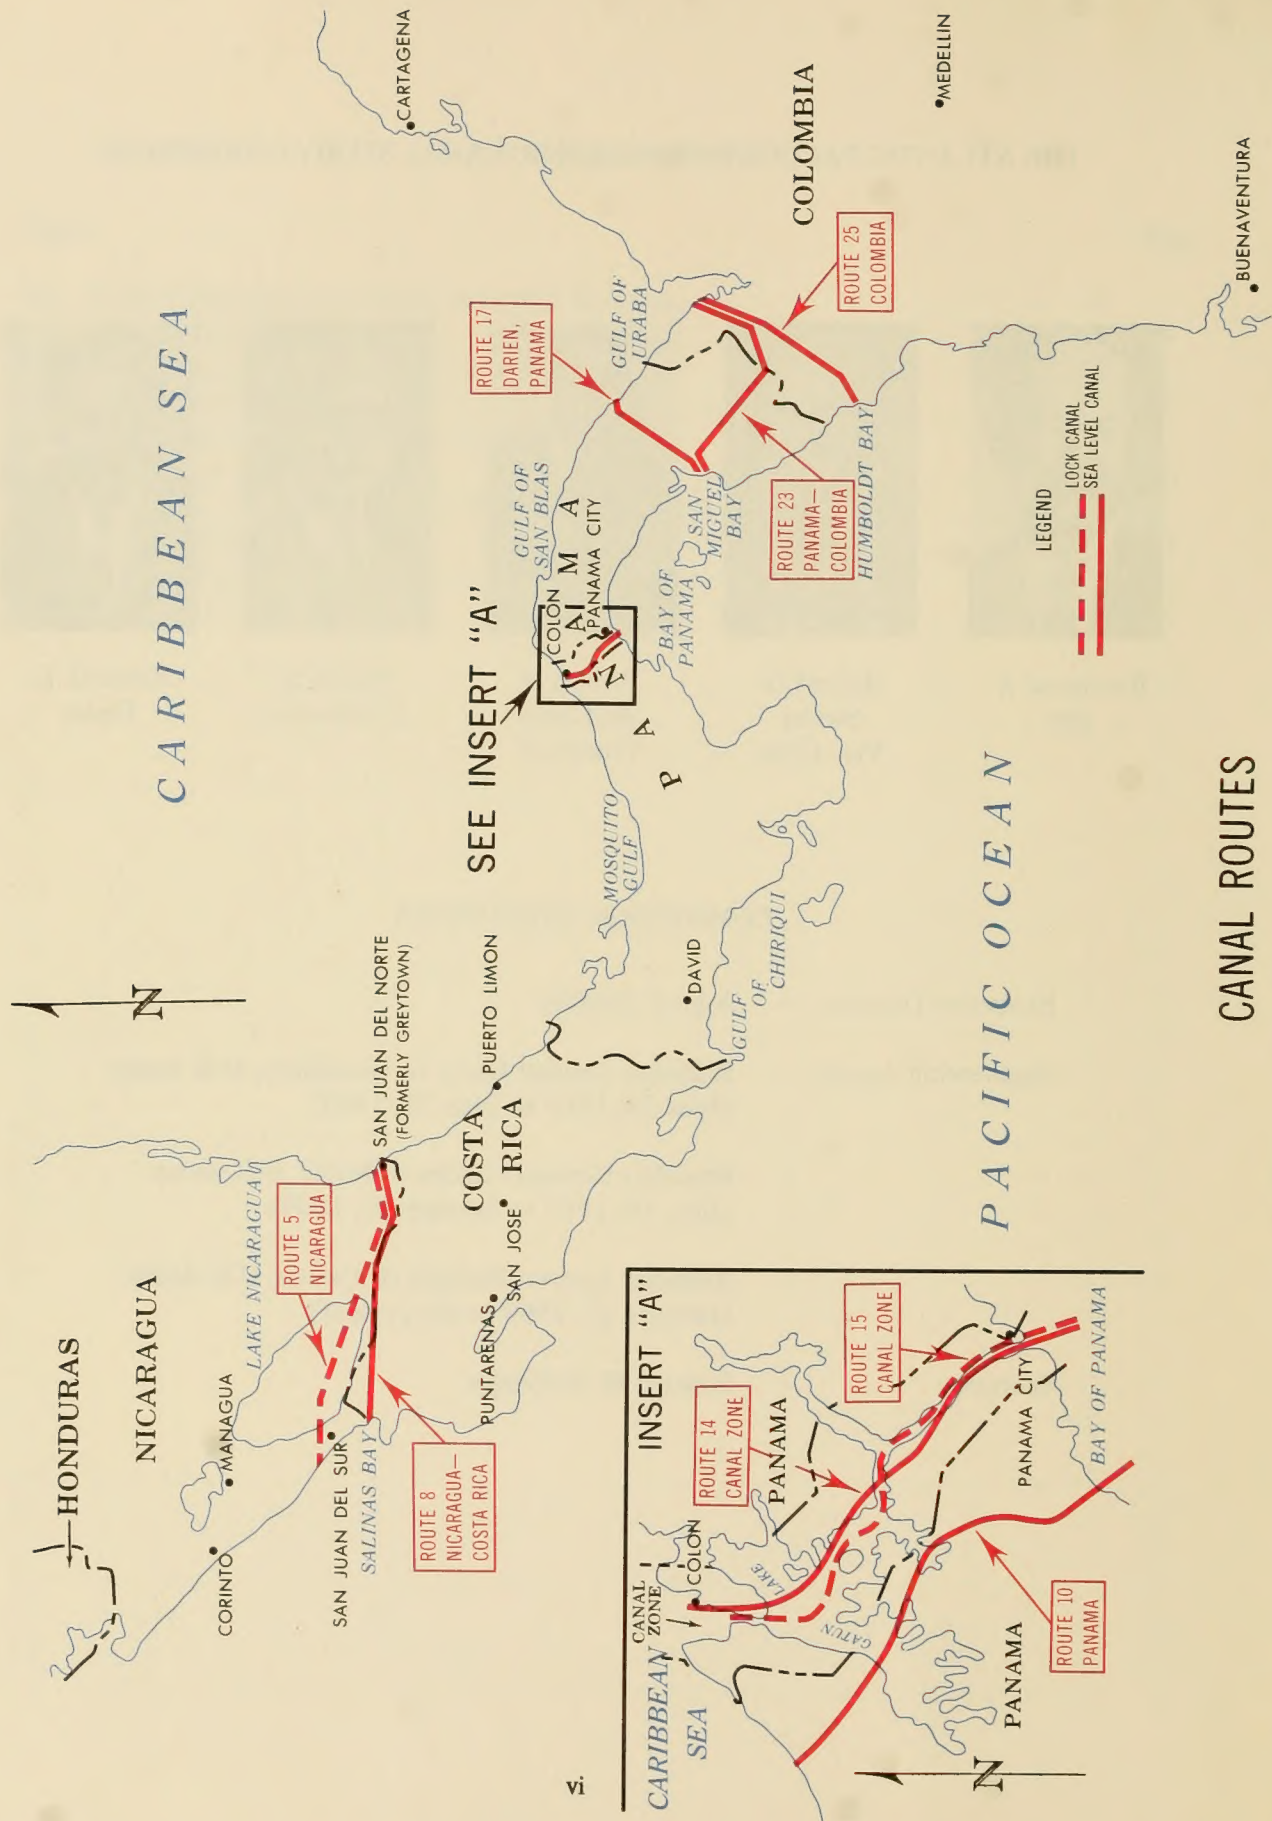 HONDURAS
NICARAGUA
CARIBBEAN SEA
N
CORINTO
MANAGUA
LAKE NICARAGUA
ROUTE 5
NICARAGUA
SAN JUAN DEL SUR
SALINAS BAY
SAN JUAN DEL NORTE
(FORMERLY GREYTOWN)
ROUTE 8
NICARAGUA—
COSTA RICA
PUNTARENAS
SAN JOSE
COSTA
RICA
PUERTO LIMON
SEE INSERT "A"
MOSQUITO
GULF
DAVID
GULF
OF
CHIRIQUI
PANAMA
COLON
PANAMA CITY
GULF OF
SAN BLAS
BAY OF
PANAMA
SAN
MIGUEL
BAY
ROUTE 17
DARIEN,
PANAMA
GULF OF
URABA
CARTAGENA
ROUTE 23
PANAMA—
COLOMBIA
HUMBOLDT BAY
ROUTE 25
COLOMBIA
COLOMBIA
MEDELLIN
BUENAVENTURA
PACIFIC OCEAN
LEGEND
LOCK CANAL
SEA LEVEL CANAL
INSERT "A"
CARIBBEAN
SEA
CANAL
ZONE
COLON
ROUTE 14
CANAL ZONE
PANAMA
ROUTE 15
CANAL ZONE
GATUN
LAKE
PANAMA CITY
BAY OF PANAMA
ROUTE 10
PANAMA
PANAMA
N
CANAL ROUTES
vi